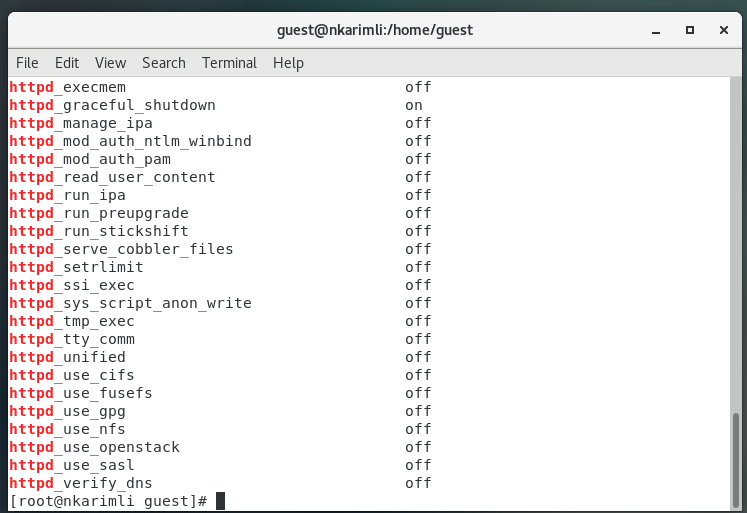 guest@nkarimli:/home/guest
File Edit View Search Terminal Help
httpd_execmem off
httpd_graceful_shutdown on
httpd_manage_ipa off
httpd_mod_auth_ntlm_winbind off
httpd_mod_auth_pam off
httpd_read_user_content off
httpd_run_ipa off
httpd_run_preupgrade off
httpd_run_stickshift off
httpd_serve_cobbler_files off
httpd_setrlimit off
httpd_ssi_exec off
httpd_sys_script_anon_write off
httpd_tmp_exec off
httpd_tty_comm off
httpd_unified off
httpd_use_cifs off
httpd_use_fusefs off
httpd_use_gpg off
httpd_use_nfs off
httpd_use_openstack off
httpd_use_sasl off
httpd_verify_dns off
[root@nkarimli guest]#